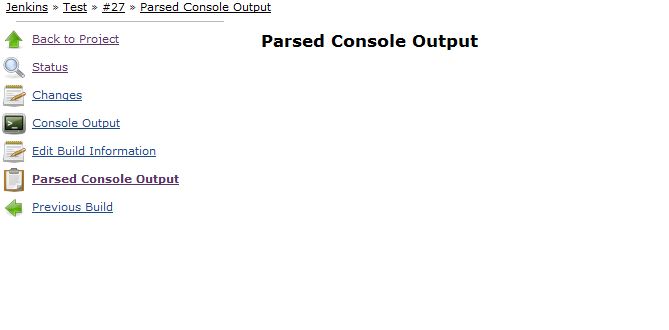 Jenkins » Test » #27 » Parsed Console Output
Back to Project
Parsed Console Output
Status
Changes
Console Output
Edit Build Information
Parsed Console Output
Previous Build